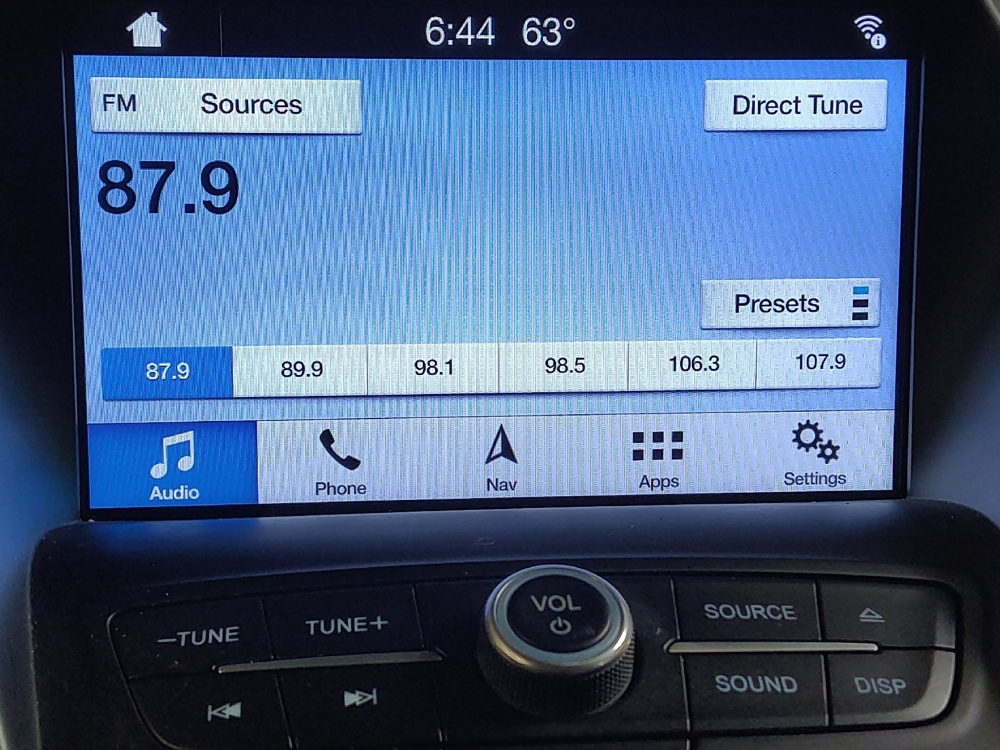 6:44 63°
FM Sources Direct Tune
87.9
Presets
87.9 89.9 98.1 98.5 106.3 107.9
Audio Phone Nav Apps Settings
–TUNE TUNE+ VOL SOURCE
SOUND DISP